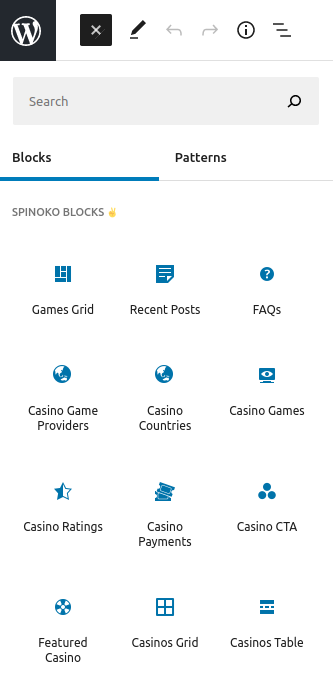 Search
Blocks Patterns
SPINOKO BLOCKS ✌
Games Grid Recent Posts FAQs
Casino Game Casino Casino Games
Providers Countries
Casino Ratings Casino Casino CTA
Payments
Featured Casinos Grid Casinos Table
Casino